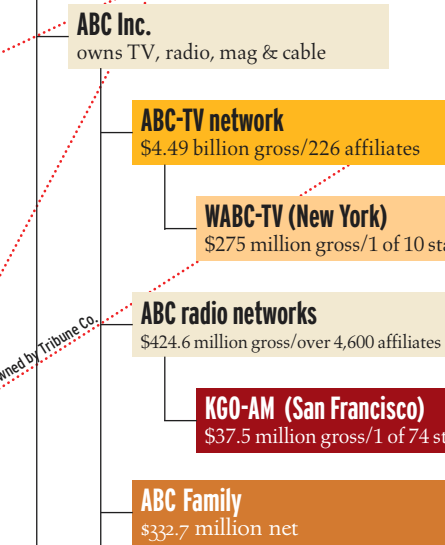 ABC Inc.
owns TV, radio, mag & cable
ABC-TV network
$4.49 billion gross/226 affiliates
WABC-TV (New York)
$275 million gross/1 of 10
ABC radio networks
$424.6 million gross/over 4,600 affiliates
by Tribune Co.
KGO-AM (San Francisco)
$37.5 million gross/1 of 74
ABC Family
$332.7 million net